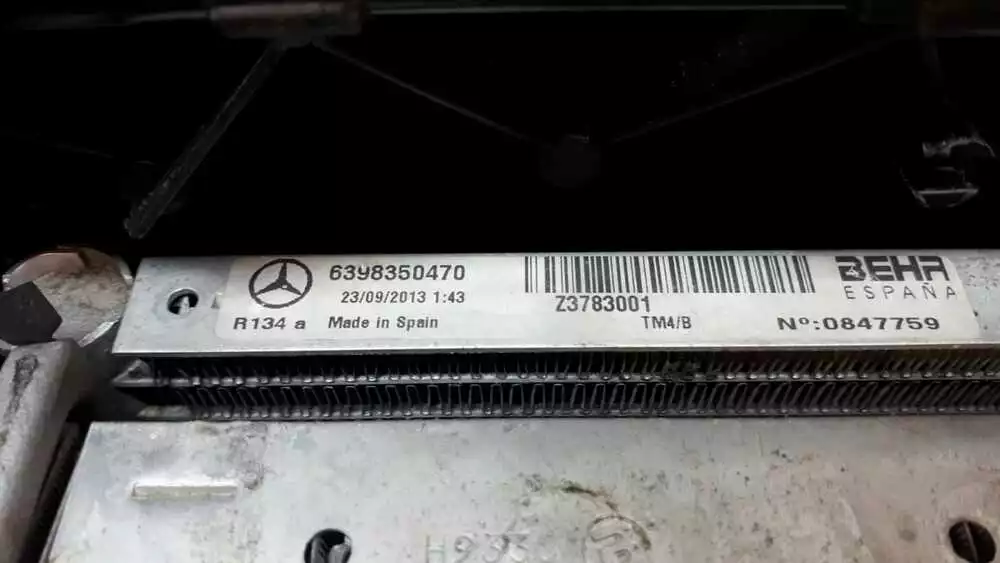 6398350470
BEHR
23/09/2013 1:43
Z3783001
ESPAÑA
R134 a
Made in Spain
TM4/B
Nº:0847759